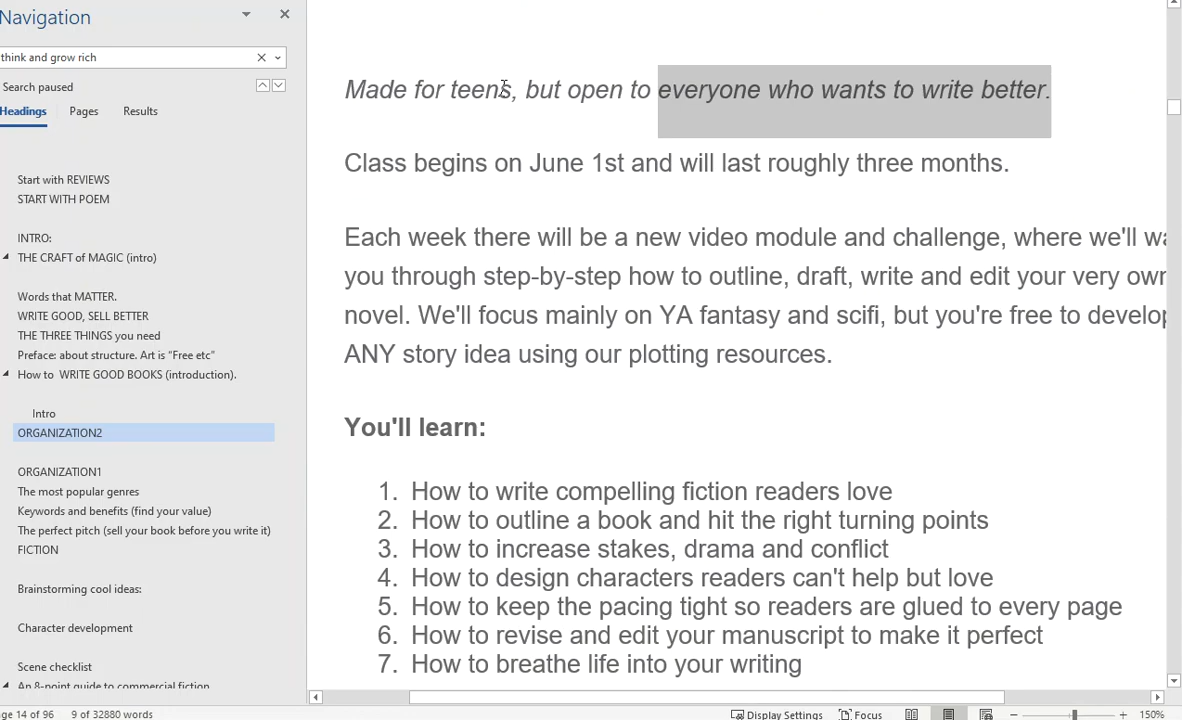 Navigation
think and grow rich
Search paused
Headings Pages Results
Start with REVIEWS
START WITH POEM
INTRO:
THE CRAFT of MAGIC (intro)
Words that MATTER.
WRITE GOOD, SELL BETTER
THE THREE THINGS you need
Preface: about structure. Art is “Free etc”
How to  WRITE GOOD BOOKS (introduction).
Intro
ORGANIZATION2
ORGANIZATION1
The most popular genres
Keywords and benefits (find your value)
The perfect pitch (sell your book before you write it)
FICTION
Brainstorming cool ideas:
Character development
Scene checklist
An 8-point guide to commercial fiction
Made for teens, but open to everyone who wants to write better.
Class begins on June 1st and will last roughly three months.
Each week there will be a new video module and challenge, where we'll wa
you through step-by-step how to outline, draft, write and edit your very own
novel. We'll focus mainly on YA fantasy and scifi, but you're free to develop
ANY story idea using our plotting resources.
You'll learn:
1. How to write compelling fiction readers love
2. How to outline a book and hit the right turning points
3. How to increase stakes, drama and conflict
4. How to design characters readers can't help but love
5. How to keep the pacing tight so readers are glued to every page
6. How to revise and edit your manuscript to make it perfect
7. How to breathe life into your writing
ge 14 of 96 9 of 32880 words Display Settings Focus 150%